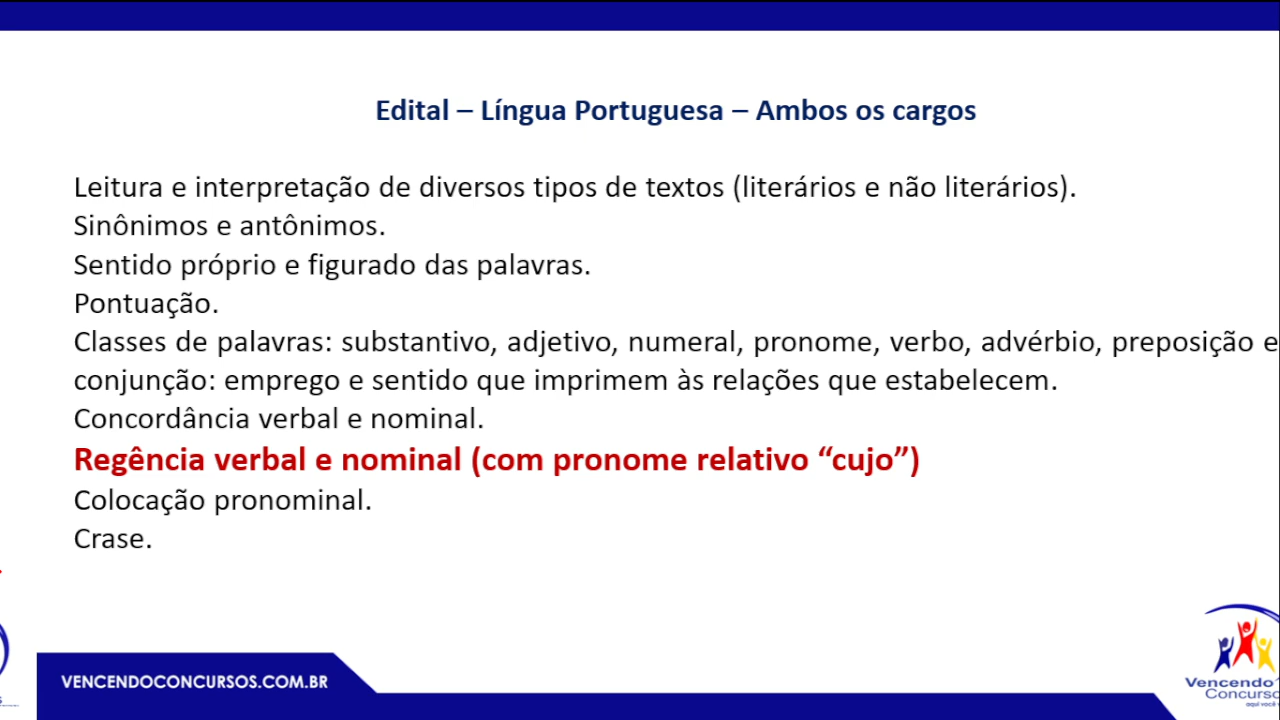 Edital – Língua Portuguesa – Ambos os cargos
Leitura e interpretação de diversos tipos de textos (literários e não literários).
Sinônimos e antônimos.
Sentido próprio e figurado das palavras.
Pontuação.
Classes de palavras: substantivo, adjetivo, numeral, pronome, verbo, advérbio, preposição e
conjunção: emprego e sentido que imprimem às relações que estabelecem.
Concordância verbal e nominal.
Regência verbal e nominal (com pronome relativo “cujo”)
Colocação pronominal.
Crase.
VENCENDOCONCURSOS.COM.BR
Vencendo
Concurso
aqui você